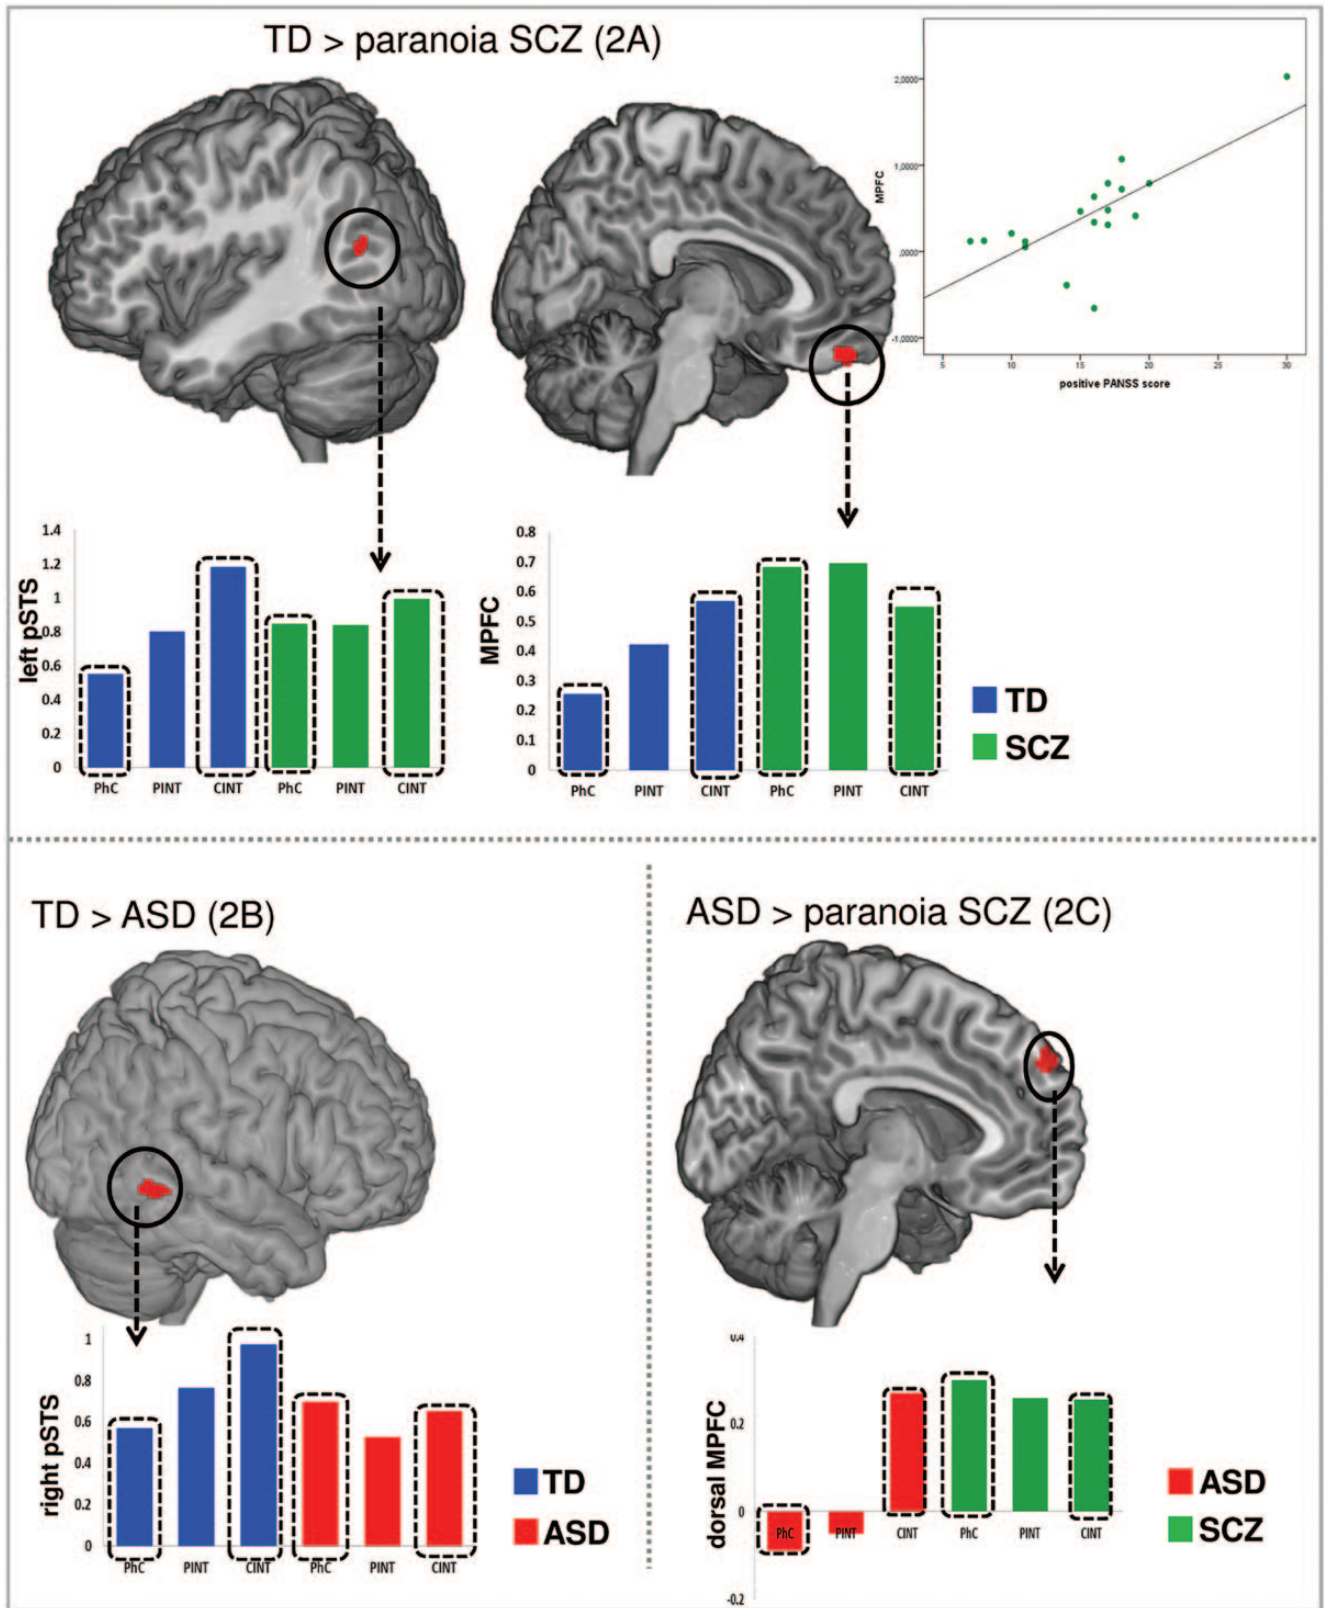 TD > paranoia SCZ (2A)
2,0000
1,0000
,0000
-1,0000
MPFC
5 10 15 20 25 30
positive PANSS score
left pSTS
1.4
1.2
1
0.8
0.6
0.4
0.2
0
PhC PINT CINT PhC PINT CINT
MPFC
0.8
0.7
0.6
0.5
0.4
0.3
0.2
0.1
0
PhC PINT CINT PhC PINT CINT
TD
SCZ
TD > ASD (2B)
right pSTS
1
0.8
0.6
0.4
0.2
0
PhC PINT CINT PhC PINT CINT
TD
ASD
ASD > paranoia SCZ (2C)
dorsal MPFC
0.4
0.2
0
-0.2
PhC PINT CINT PhC PINT CINT
ASD
SCZ